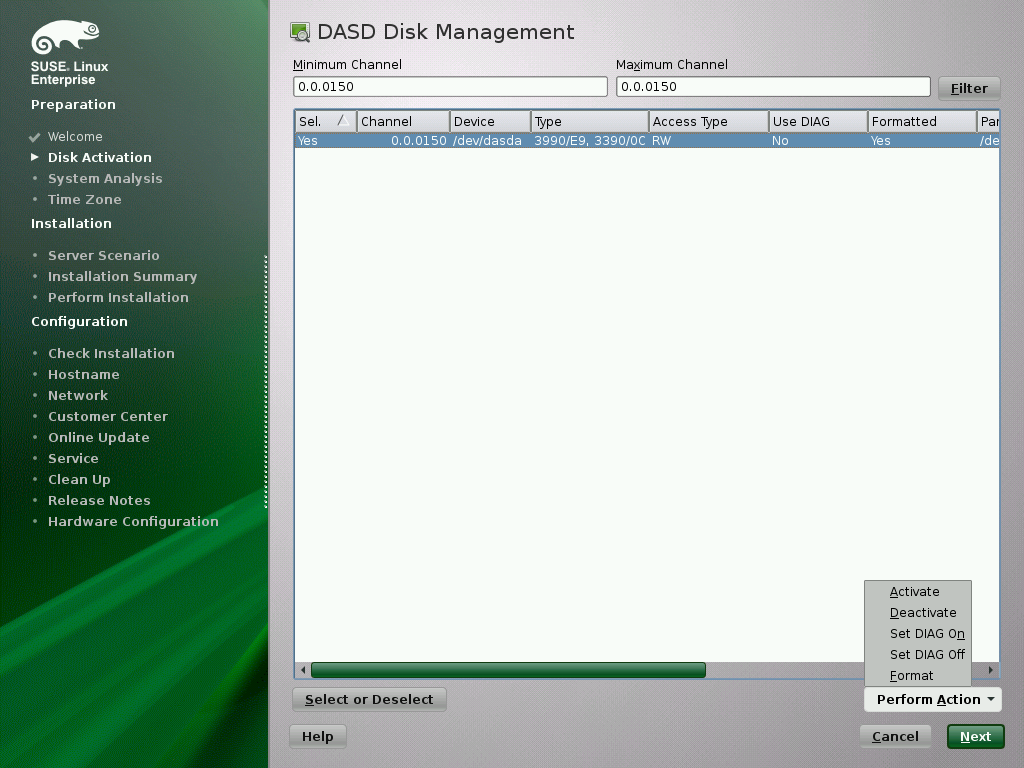 SUSE. Linux
Enterprise
Preparation
Welcome
Disk Activation
System Analysis
Time Zone
Installation
Server Scenario
Installation Summary
Perform Installation
Configuration
Check Installation
Hostname
Network
Customer Center
Online Update
Service
Clean Up
Release Notes
Hardware Configuration
DASD Disk Management
Minimum Channel Maximum Channel
0.0.0150 0.0.0150 Filter
Sel. Channel Device Type Access Type Use DIAG Formatted Par
Yes 0.0.0150 /dev/dasda 3990/E9, 3390/0C RW No Yes /de
Activate
Deactivate
Set DIAG On
Set DIAG Off
Format
Select or Deselect Perform Action
Help Cancel Next